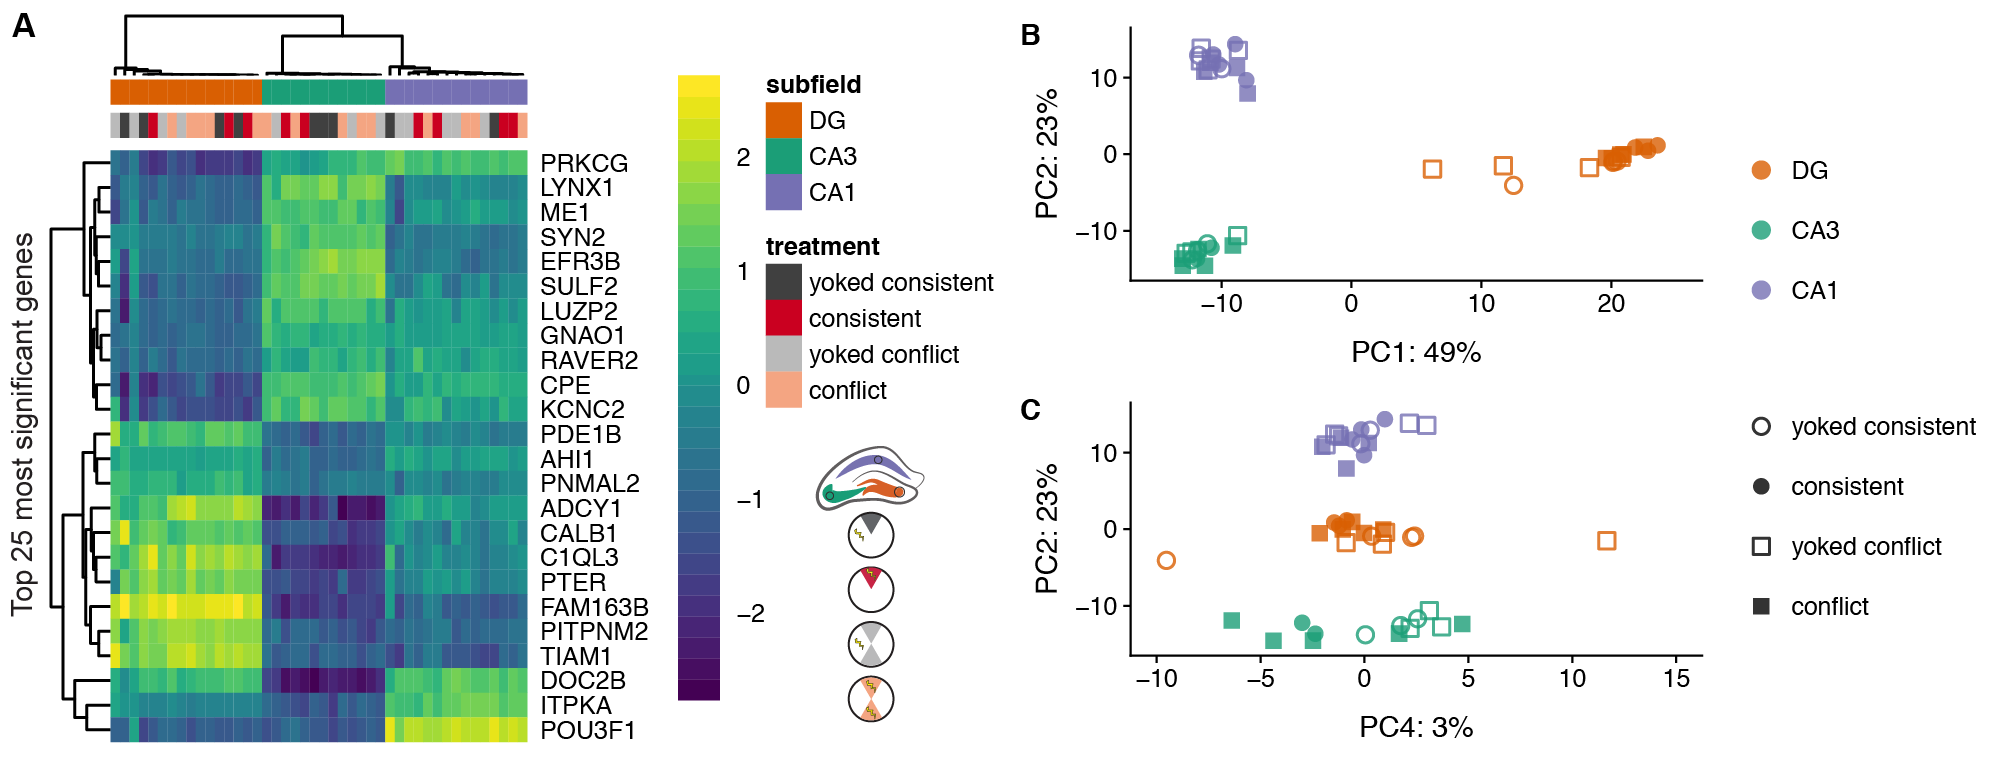 A
Top 25 most significant genes
PRKCG
LYNX1
ME1
SYN2
EFR3B
SULF2
LUZP2
GNAO1
RAVER2
CPE
KCNC2
PDE1B
AHI1
PNMAL2
ADCY1
CALB1
C1QL3
PTER
FAM163B
PITPNM2
TIAM1
DOC2B
ITPKA
POU3F1
2
1
0
−1
−2
subfield
DG
CA3
CA1
treatment
yoked consistent
consistent
yoked conflict
conflict
B
PC2: 23%
10
0
−10
−10
0
10
20
PC1: 49%
DG
CA3
CA1
C
PC2: 23%
10
0
−10
−10
−5
0
5
10
15
PC4: 3%
yoked consistent
consistent
yoked conflict
conflict